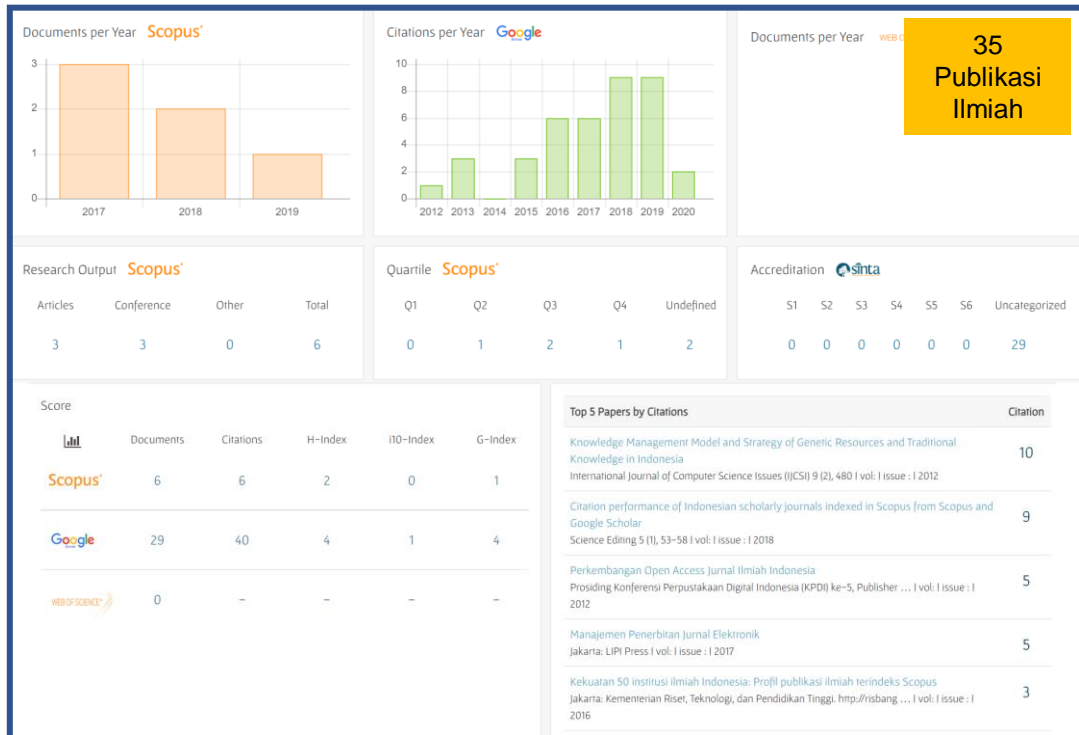 Documents per Year Scopus
3
2
1
0
2017 2018 2019
Citations per Year Google
10
8
6
4
2
0
2012 2013 2014 2015 2016 2017 2018 2019 2020
Documents per Year WEB O
35
Publikasi
Ilmiah
Research Output Scopus
Articles Conference Other Total
3 3 0 6
Quartile Scopus
Q1 Q2 Q3 Q4 Undefined
0 1 2 1 2
Accreditation sinta
S1 S2 S3 S4 S5 S6 Uncategorized
0 0 0 0 0 0 29
Score
Documents Citations H-Index i10-Index G-Index
Scopus 6 6 2 0 1
Google 29 40 4 1 4
WEB OF SCIENCE 0 - - - -
Top 5 Papers by Citations Citation
Knowledge Management Model and Strategy of Genetic Resources and Traditional
Knowledge in Indonesia
10
International Journal of Computer Science Issues (IJCSI) 9 (2), 480 | vol: | issue : | 2012
Citation performance of Indonesian scholarly journals indexed in Scopus from Scopus and
Google Scholar
9
Science Editing 5 (1), 53-58 | vol: | issue : | 2018
Perkembangan Open Access Jurnal Ilmiah Indonesia
Prosiding Konferensi Perpustakaan Digital Indonesia (KPDI) ke-5, Publisher ... | vol: | issue : |
5
2012
Manajemen Penerbitan Jurnal Elektronik
5
Jakarta: LIPI Press | vol: | issue : | 2017
Kekuatan 50 institusi ilmiah Indonesia: Profil publikasi ilmiah terindeks Scopus
3
Jakarta: Kementerian Riset, Teknologi, dan Pendidikan Tinggi. http://risbang ... | vol: | issue : |
2016